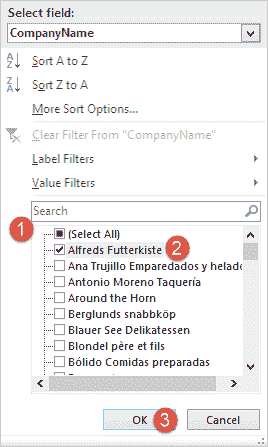 Select field:
CompanyName
Sort A to Z
Sort Z to A
More Sort Options...
Clear Filter From "CompanyName"
Label Filters
Value Filters
Search
1
(Select All)
Alfreds Futterkiste 2
Ana Trujillo Emparedados y helado
Antonio Moreno Taquería
Around the Horn
Berglunds snabbköp
Blauer See Delikatessen
Blondel père et fils
Bólido Comidas preparadas
OK 3 Cancel